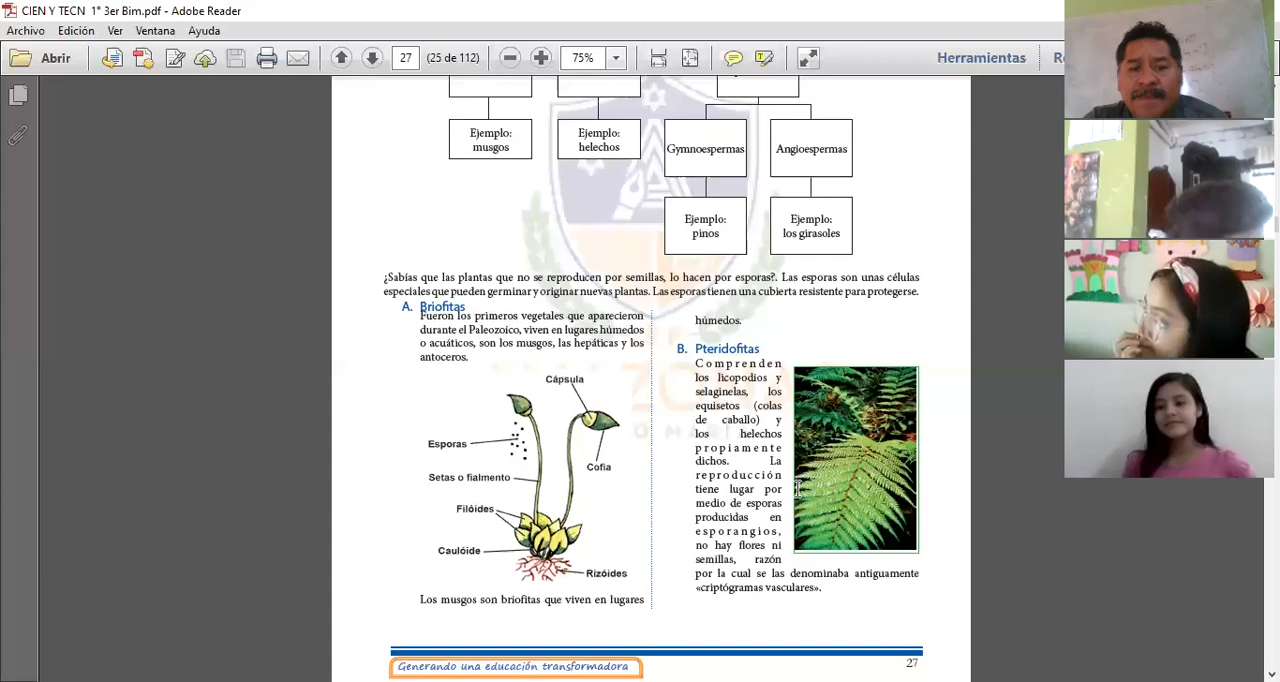 CIEN Y TECN 1° 3er Bim.pdf - Adobe Reader
Archivo Edición Ver Ventana Ayuda
Abrir
27
(25 de 112)
75%
Herramientas
Ejemplo:
musgos
Ejemplo:
helechos
Gymnoespermas
Angioespermas
Ejemplo:
pinos
Ejemplo:
los girasoles
¿Sabías que las plantas que no se reproducen por semillas, lo hacen por esporas?. Las esporas son unas células
especiales que pueden germinar y originar nuevas plantas. Las esporas tienen una cubierta resistente para protegerse.
A. Briofitas
Fueron los primeros vegetales que aparecieron
durante el Paleozoico, viven en lugares húmedos
o acuáticos, son los musgos, las hepáticas y los
antoceros.
Cápsula
Esporas
Cofia
Setas o fialmento
Filóides
Caulóide
Rizóides
Los musgos son briofitas que viven en lugares
húmedos.
B. Pteridofitas
Comprenden
los licopodios y
selaginelas, los
equisetos (colas
de caballo) y
los helechos
propiamente
dichos. La
reproducción
tiene lugar por
medio de esporas
producidas en
esporangios,
no hay flores ni
semillas, razón
por la cual se las denominaba antiguamente
«criptógramas vasculares».
Generando una educación transformadora
27